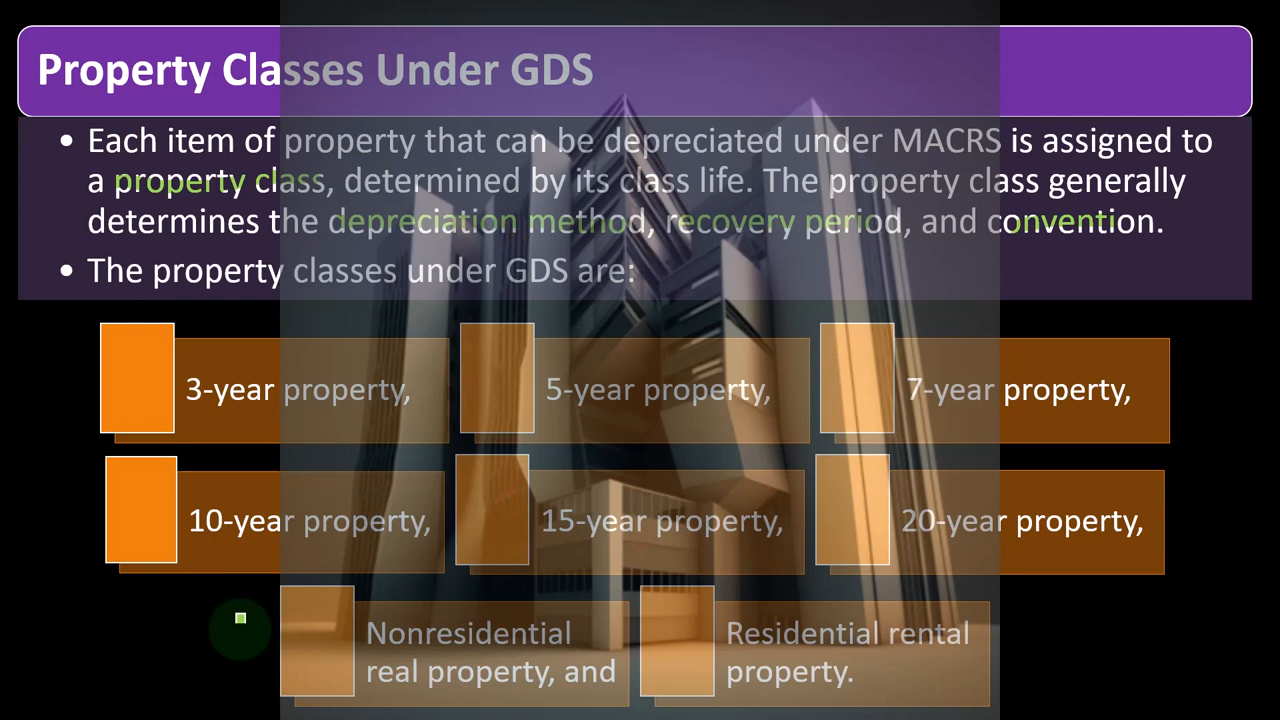 Property Classes Under GDS
• Each item of property that can be depreciated under MACRS is assigned to
a property class, determined by its class life. The property class generally
determines the depreciation method, recovery period, and convention.
• The property classes under GDS are:
3-year property,
5-year property,
7-year property,
10-year property,
15-year property,
20-year property,
Nonresidential
real property, and
Residential rental
property.